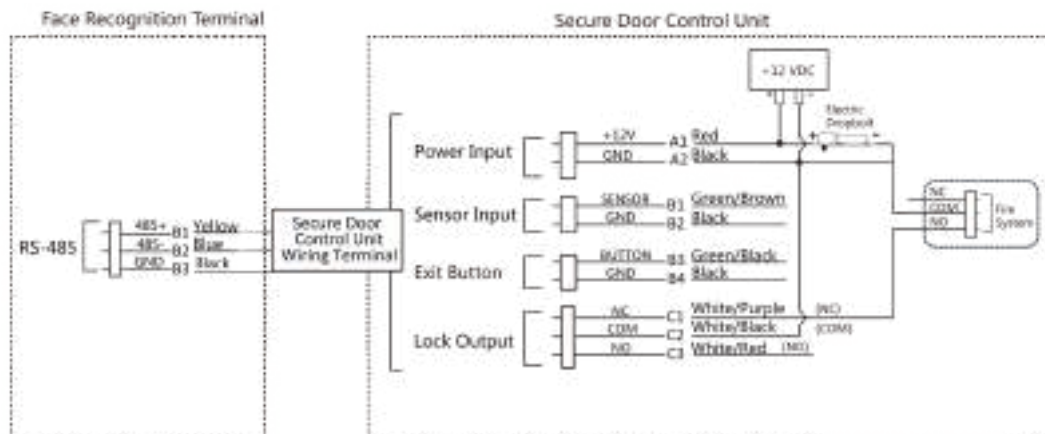 Face Recognition Terminal
Secure Door Control Unit
+12 VDC
+ -
Electric
Dropbolt
+ -
Power Input
+12V A1 Red
GND A2 Black
Sensor Input
SENSOR B1 Green/Brown
GND B2 Black
NC
COM
NO
Fire
System
RS-485
485+ B1 Yellow
485- B2 Blue
GND B3 Black
Secure Door
Control Unit
Wiring Terminal
Exit Button
BUTTON B3 Green/Black
GND B4 Black
Lock Output
NC C1 White/Purple (NC)
COM C2 White/Black (COM)
NO C3 White/Red (NO)